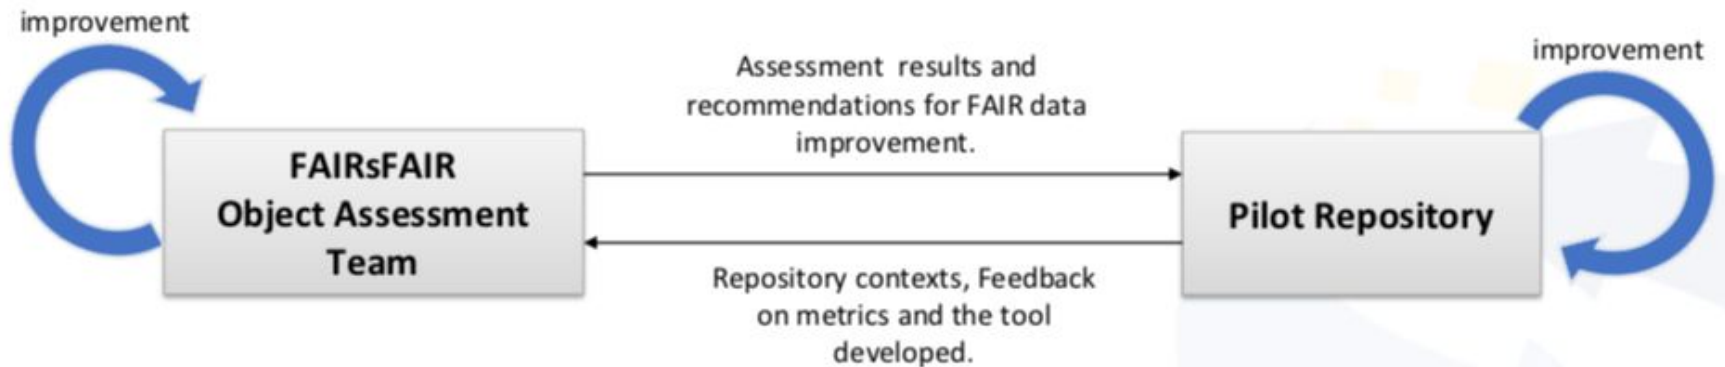 improvement
improvement
Assessment results and
recommendations for FAIR data
improvement.
FAIRsFAIR
Object Assessment
Team
Pilot Repository
Repository contexts, Feedback
on metrics and the tool
developed.